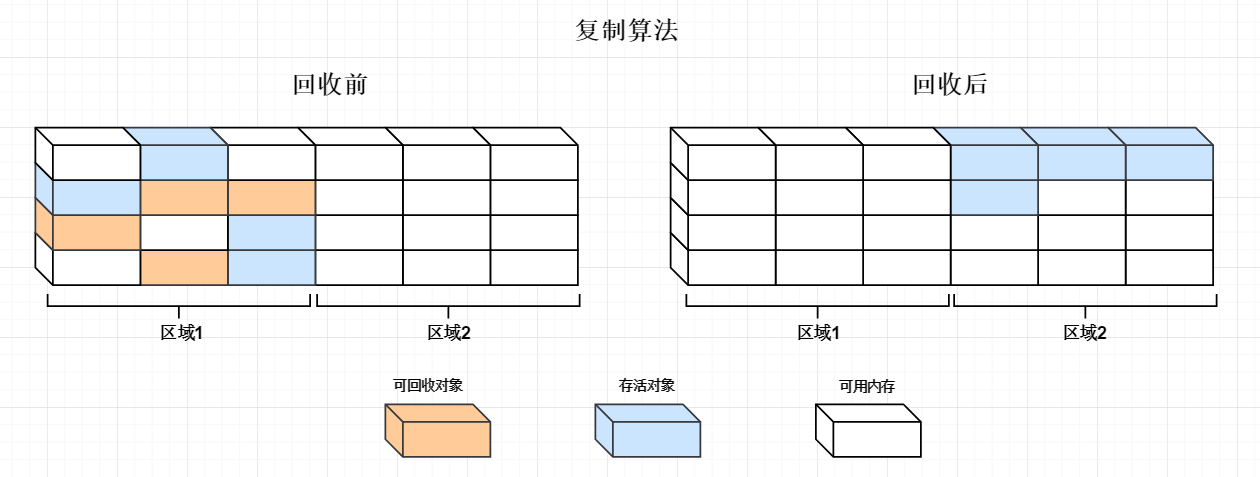 复制算法
回收前
回收后
区域1
区域2
区域1
区域2
可回收对象
存活对象
可用内存